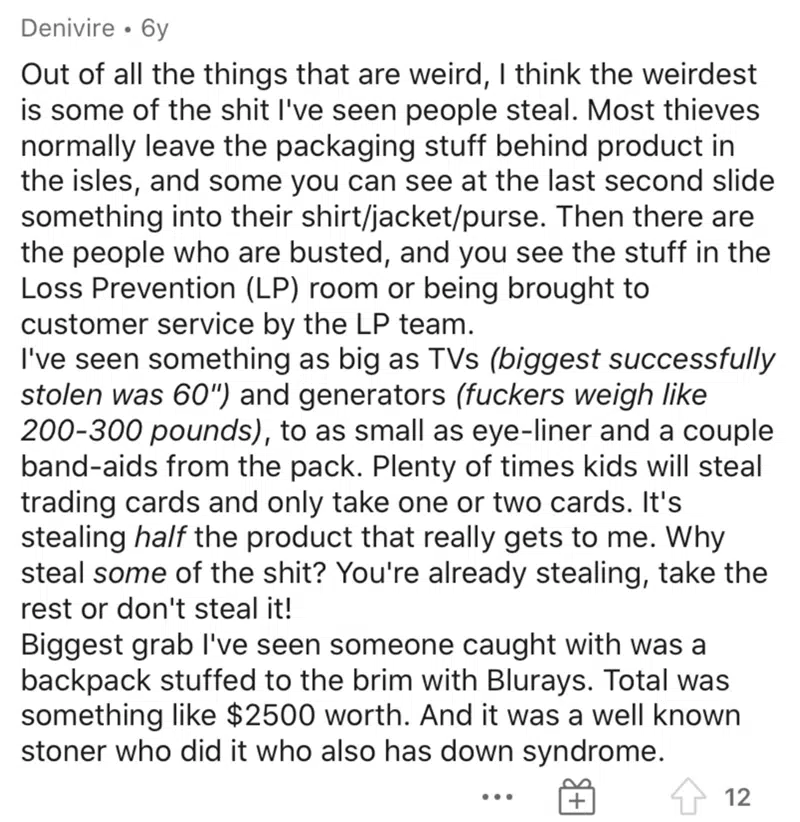 Denivire • 6y
Out of all the things that are weird, I think the weirdest
is some of the shit I've seen people steal. Most thieves
normally leave the packaging stuff behind product in
the isles, and some you can see at the last second slide
something into their shirt/jacket/purse. Then there are
the people who are busted, and you see the stuff in the
Loss Prevention (LP) room or being brought to
customer service by the LP team.
I've seen something as big as TVs (biggest successfully
stolen was 60") and generators (fuckers weigh like
200-300 pounds), to as small as eye-liner and a couple
band-aids from the pack. Plenty of times kids will steal
trading cards and only take one or two cards. It's
stealing half the product that really gets to me. Why
steal some of the shit? You're already stealing, take the
rest or don't steal it!
Biggest grab I've seen someone caught with was a
backpack stuffed to the brim with Blurays. Total was
something like $2500 worth. And it was a well known
stoner who did it who also has down syndrome.
12